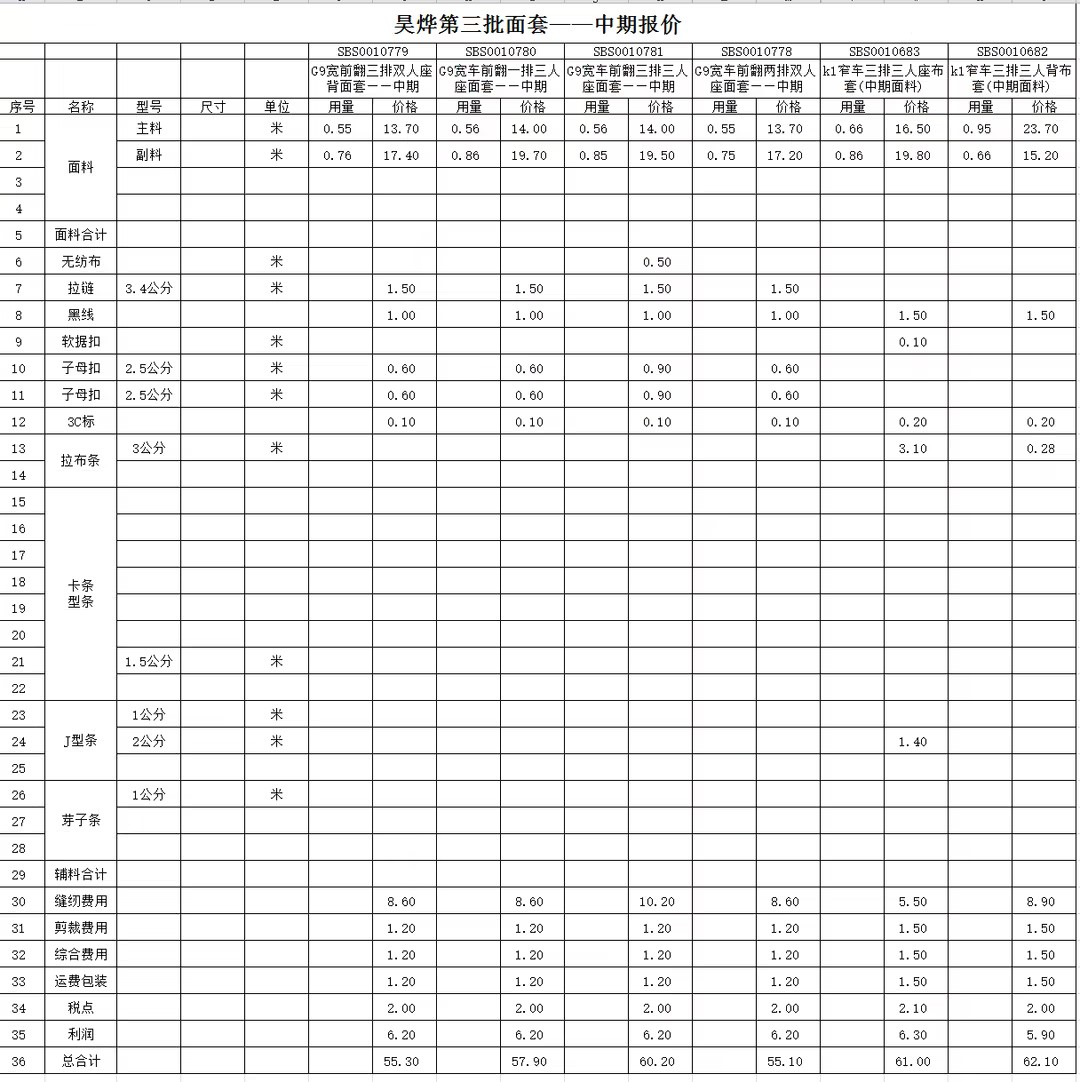 昊烨第三批面套——中期报价
SBS0010779 SBS0010780 SBS0010781 SBS0010778 SBS0010683 SBS0010682
G9宽前翻三排双人座 G9宽车前翻一排三人 G9宽车前翻三排三人 G9宽车前翻两排双人 k1窄车三排三人座布 k1窄车三排三人背布
背面套——中期 座面套——中期 座面套——中期 座面套——中期 套(中期面料) 套(中期面料)
序号 名称 型号 尺寸 单位 用量 价格 用量 价格 用量 价格 用量 价格 用量 价格 用量 价格
1 主料 米 0.55 13.70 0.56 14.00 0.56 14.00 0.55 13.70 0.66 16.50 0.95 23.70
2 副料 米 0.76 17.40 0.86 19.70 0.85 19.50 0.75 17.20 0.86 19.80 0.66 15.20
面料
3
4
5 面料合计
6 无纺布 米 0.50
7 拉链 3.4公分 米 1.50 1.50 1.50 1.50
8 黑线 1.00 1.00 1.00 1.00 1.50 1.50
9 软据扣 米 0.10
10 子母扣 2.5公分 米 0.60 0.60 0.90 0.60
11 子母扣 2.5公分 米 0.60 0.60 0.90 0.60
12 3C标 0.10 0.10 0.10 0.10 0.20 0.20
13 3公分 米 3.10 0.28
拉布条
14
15
16
17
18
卡条
型条
19
20
21 1.5公分 米
22
23 1公分 米
24 J型条 2公分 米 1.40
25
26 1公分 米
27 芽子条
28
29 辅料合计
30 缝纫费用 8.60 8.60 10.20 8.60 5.50 8.90
31 剪裁费用 1.20 1.20 1.20 1.20 1.50 1.50
32 综合费用 1.20 1.20 1.20 1.20 1.50 1.50
33 运费包装 1.20 1.20 1.20 1.20 1.50 1.50
34 税点 2.00 2.00 2.00 2.00 2.10 2.00
35 利润 6.20 6.20 6.20 6.20 6.30 5.90
36 总合计 55.30 57.90 60.20 55.10 61.00 62.10